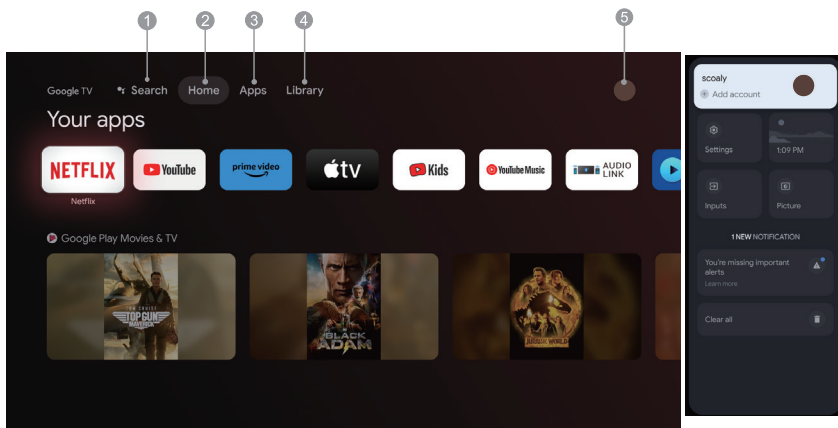 1 2 3 4 5
Google TV Search Home Apps Library
Your apps
NETFLIX YouTube prime video tv Kids YouTube Music AUDIO LINK
Netflix
Google Play Movies & TV
TOM CRUISE
TOP GUN
MAVERICK
BLACK
ADAM
JURASSIC WORLD
scoaly
Add account
Settings 1:09 PM
Inputs Picture
1 NEW NOTIFICATION
You're missing important
alerts
Learn more
Clear all